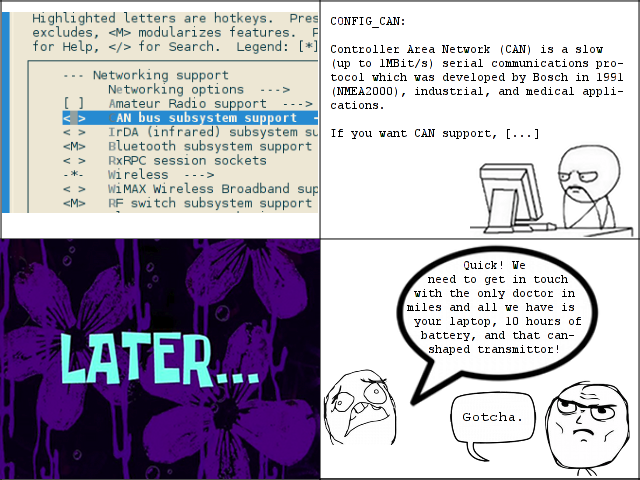 Highlighted letters are hotkeys.  Pres
excludes, <M> modularizes features.
for Help, </> for Search.  Legend: [*]
--- Networking support
Networking options  --->
[ ]   Amateur Radio support  --->
< >   AN bus subsystem support
< >   IrDA (infrared) subsystem su
<M>   Bluetooth subsystem support
< >   RxRPC session sockets
-*-   Wireless  --->
< >   WiMAX Wireless Broadband sup
<M>   RF switch subsystem support
CONFIG_CAN:
Controller Area Network (CAN) is a slow
(up to 1MBit/s) serial communications pro-
tocol which was developed by Bosch in 1991
(NMEA2000), industrial, and medical appli-
cations.
If you want CAN support, [...]
LATER...
Quick! We
need to get in touch
with the only doctor in
miles and all we have is
your laptop, 10 hours of
battery, and that can-
shaped transmittor!
Gotcha.